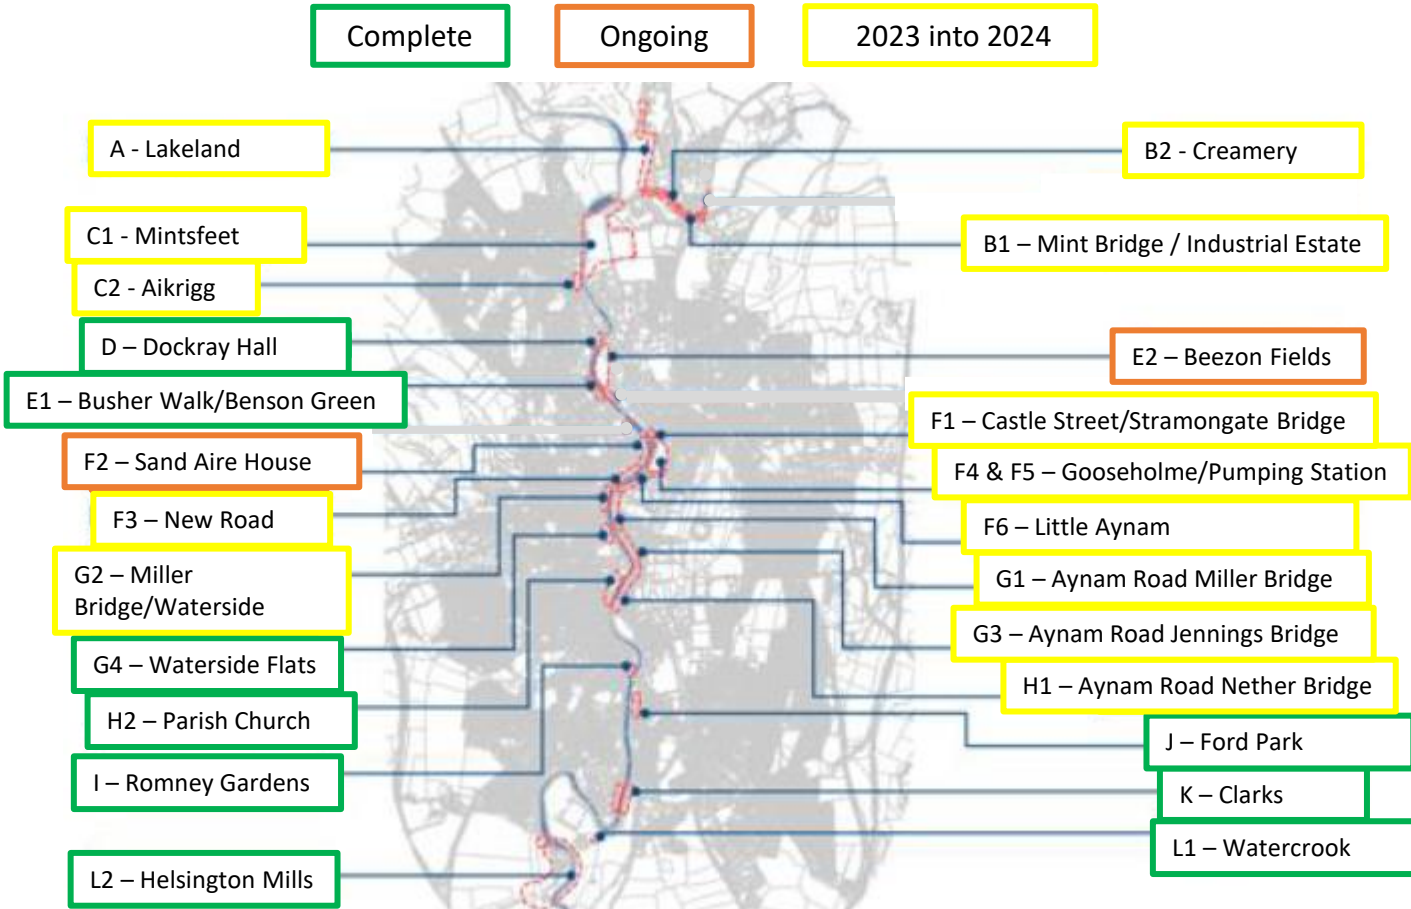 Complete
Ongoing
2023 into 2024
A - Lakeland
B2 - Creamery
C1 - Mintsfeet
B1 – Mint Bridge / Industrial Estate
C2 - Aikrigg
D – Dockray Hall
E2 – Beezon Fields
E1 – Busher Walk/Benson Green
F1 – Castle Street/Stramongate Bridge
F2 – Sand Aire House
F4 & F5 – Gooseholme/Pumping Station
F3 – New Road
F6 – Little Aynam
G2 – Miller
Bridge/Waterside
G1 – Aynam Road Miller Bridge
G3 – Aynam Road Jennings Bridge
G4 – Waterside Flats
H1 – Aynam Road Nether Bridge
H2 – Parish Church
J – Ford Park
I – Romney Gardens
K – Clarks
L1 – Watercrook
L2 – Helsington Mills